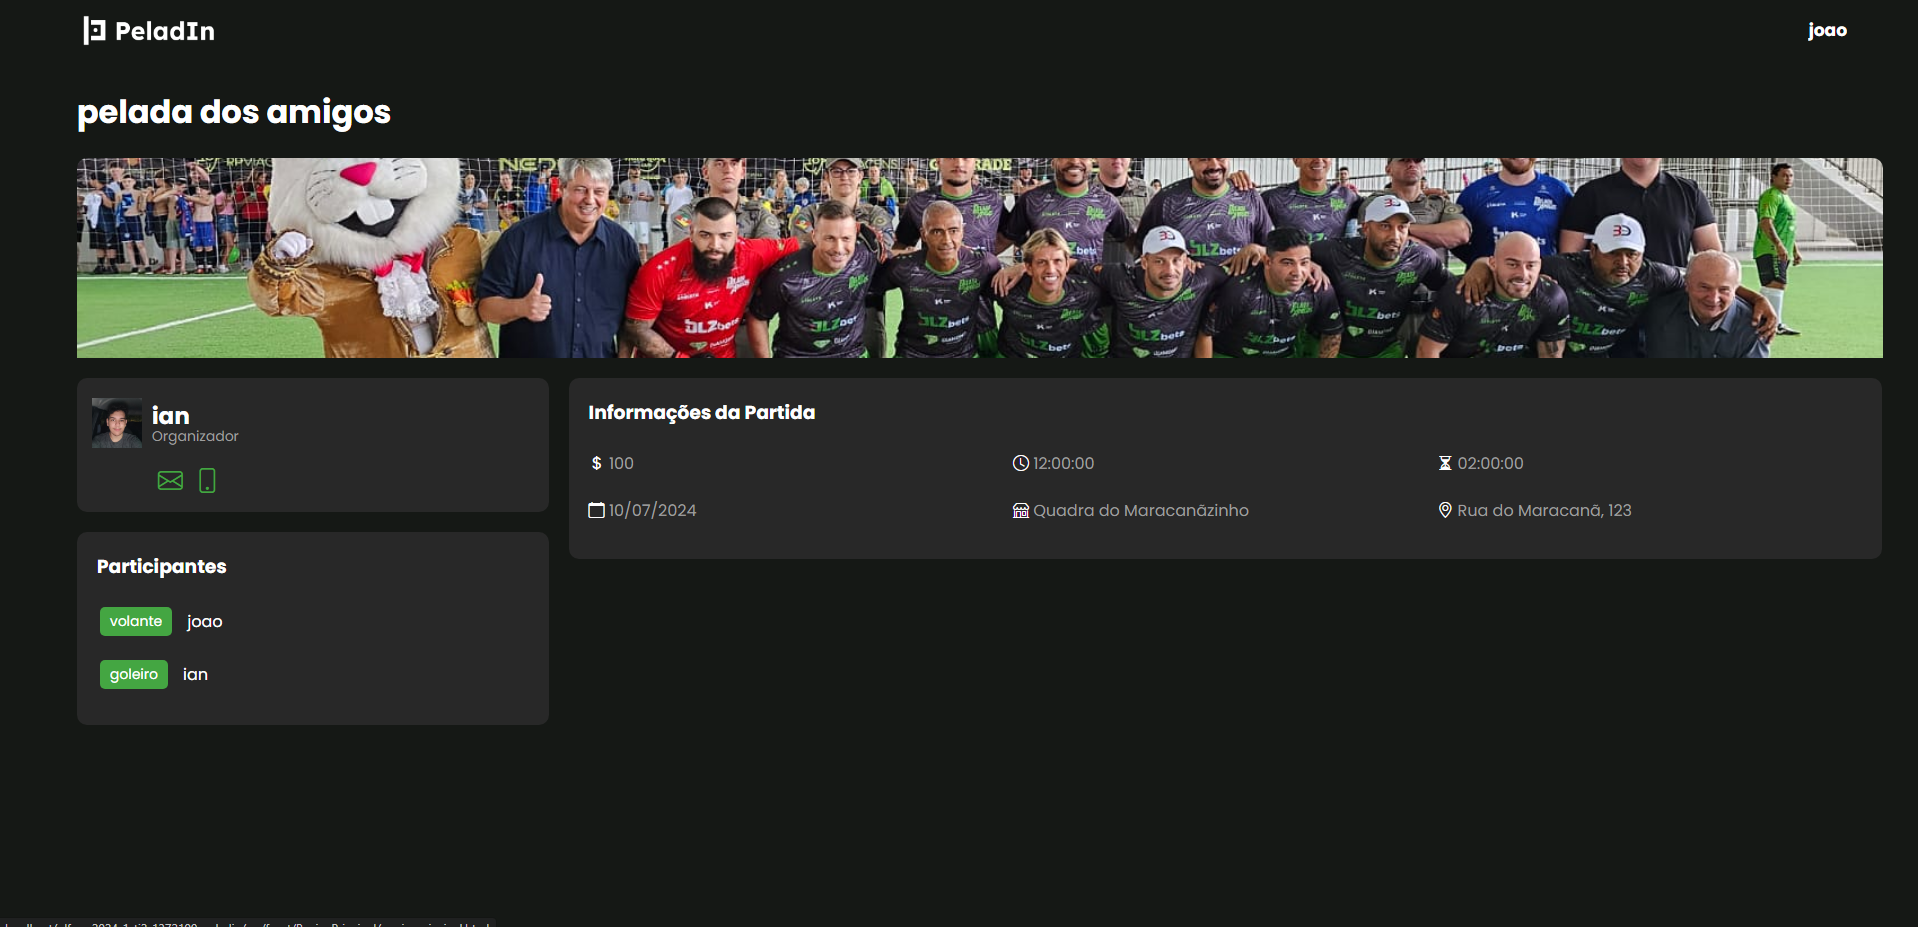 PeladIn
joao
pelada dos amigos
ian
Organizador
Informações da Partida
$ 100
12:00:00
02:00:00
10/07/2024
Quadra do Maracanãzinho
Rua do Maracanã, 123
Participantes
volante joao
goleiro ian